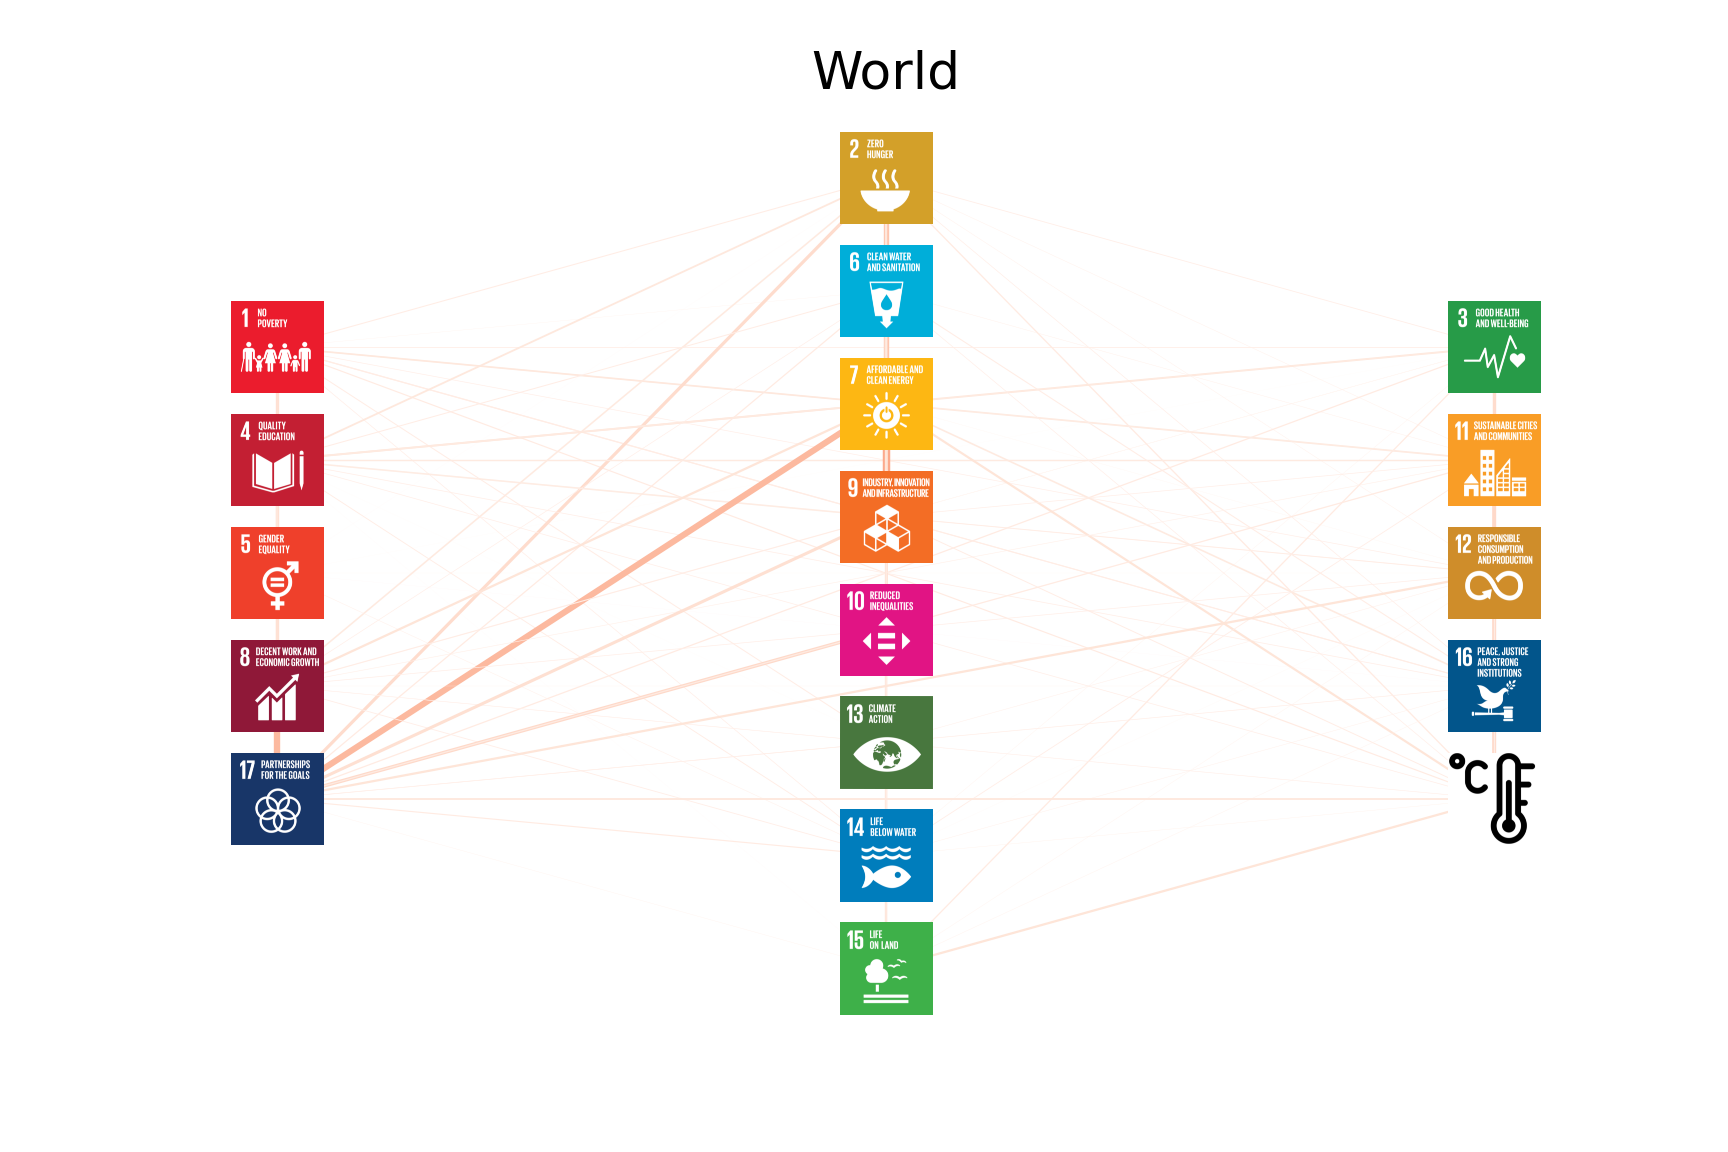 World
2 ZERO
HUNGER
6 CLEAN WATER
AND SANITATION
1 NO
POVERTY
3 GOOD HEALTH
AND WELL-BEING
7 AFFORDABLE AND
CLEAN ENERGY
4 QUALITY
EDUCATION
11 SUSTAINABLE CITIES
AND COMMUNITIES
9 INDUSTRY, INNOVATION
AND INFRASTRUCTURE
5 GENDER
EQUALITY
12 RESPONSIBLE
CONSUMPTION
AND PRODUCTION
10 REDUCED
INEQUALITIES
8 DECENT WORK AND
ECONOMIC GROWTH
16 PEACE, JUSTICE
AND STRONG
INSTITUTIONS
13 CLIMATE
ACTION
17 PARTNERSHIPS
FOR THE GOALS
°C
14 LIFE
BELOW WATER
15 LIFE
ON LAND